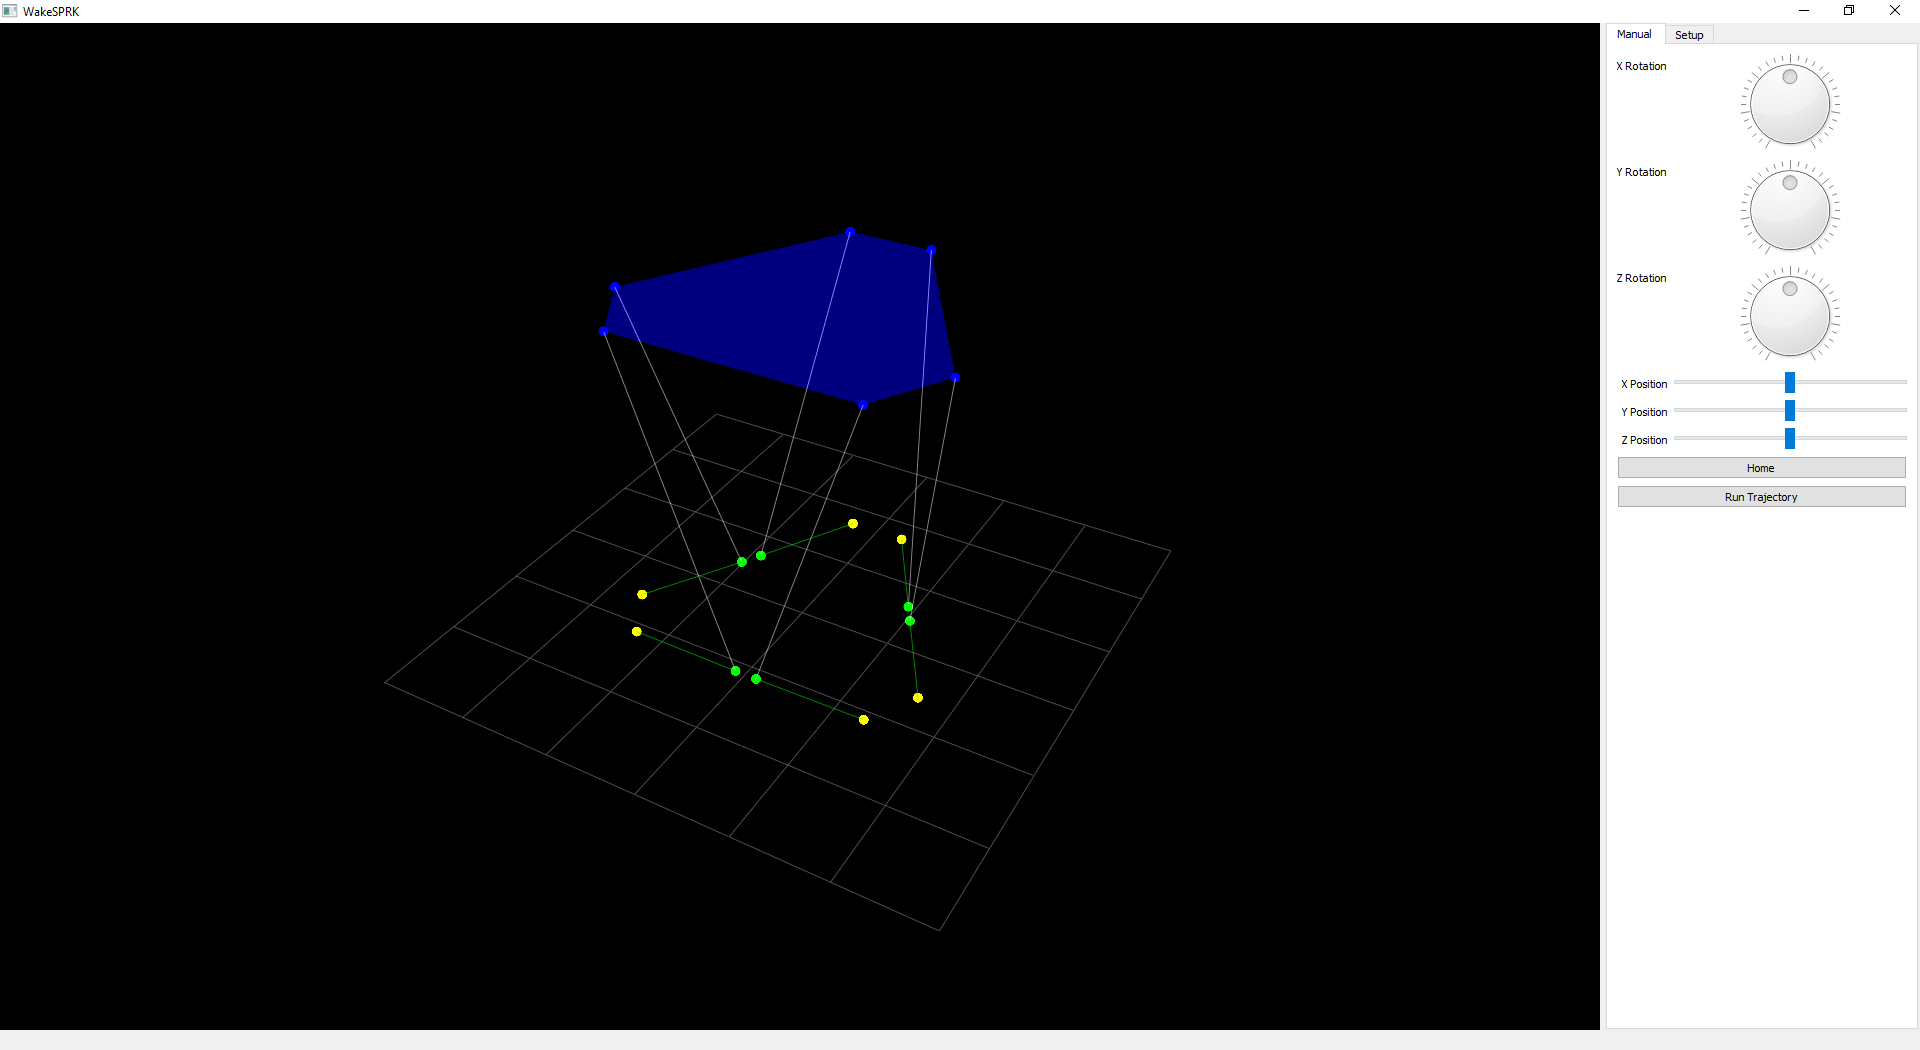 WakeSPRK
Manual Setup
X Rotation
Y Rotation
Z Rotation
X Position
Y Position
Z Position
Home
Run Trajectory